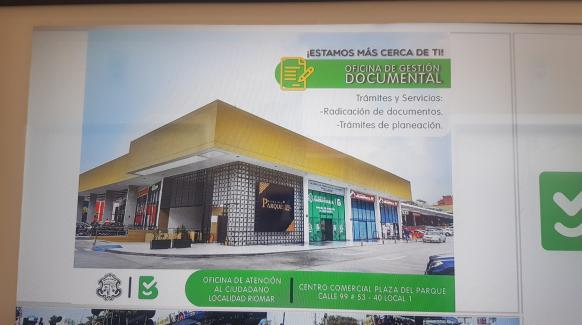 ¡ESTAMOS MÁS CERCA DE TI!
OFICINA DE GESTIÓN
DOCUMENTAL
Trámites y Servicios:
-Radicación de documentos.
-Trámites de planeación.
PARQUE
OFICINA DE ATENCIÓN
AL CIUDADANO
LOCALIDAD RIOMAR
CENTRO COMERCIAL PLAZA DEL PARQUE
CALLE 99 # 53 - 40 LOCAL 1